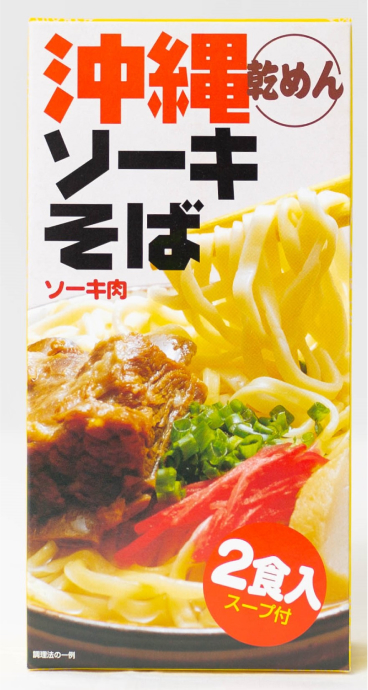 沖縄
乾めん
ソーキ
そば
ソーキ肉
2食入
スープ付
調理法の一例